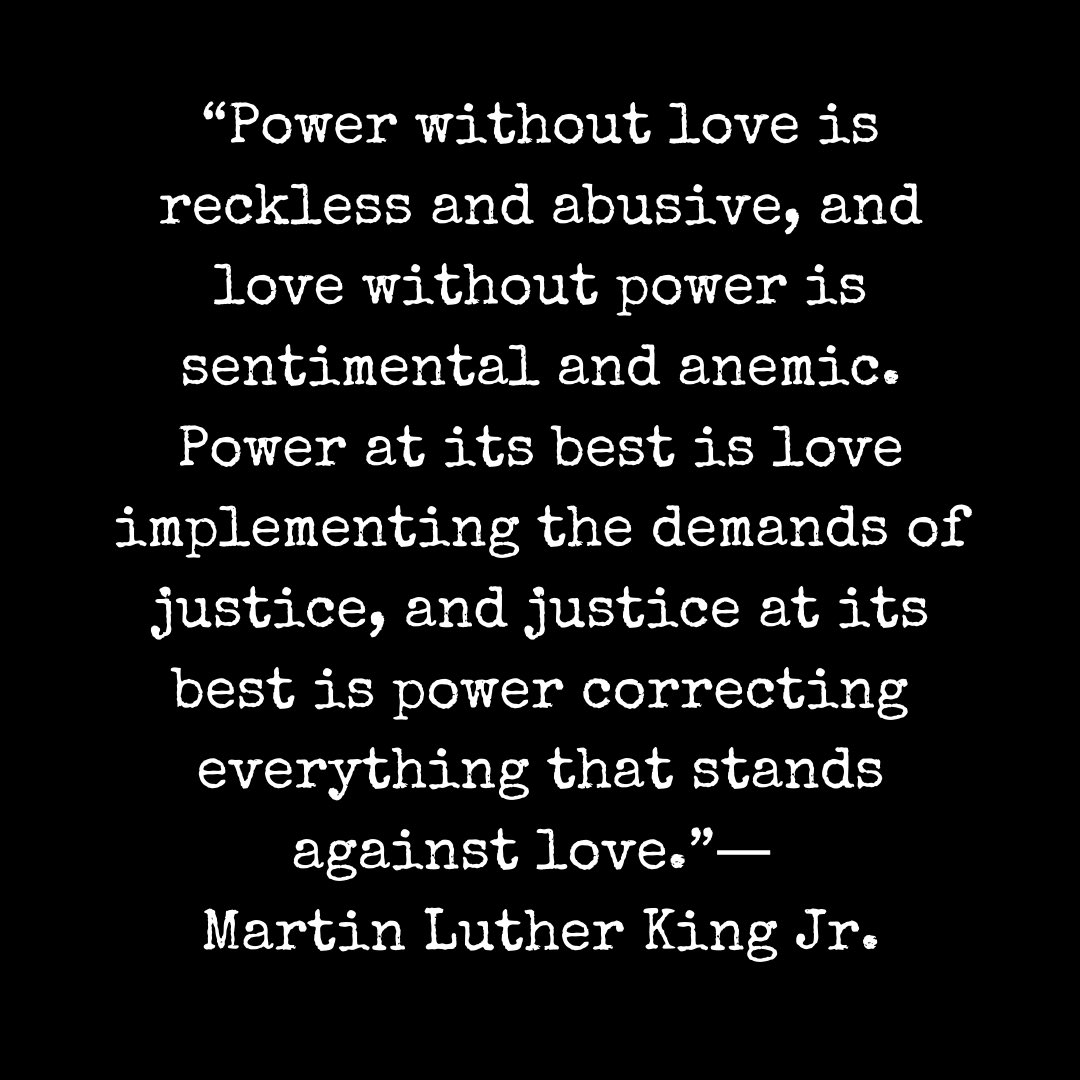 “Power without love is
reckless and abusive, and
love without power is
sentimental and anemic.
Power at its best is love
implementing the demands of
justice, and justice at its
best is power correcting
everything that stands
against love.”—
Martin Luther King Jr.